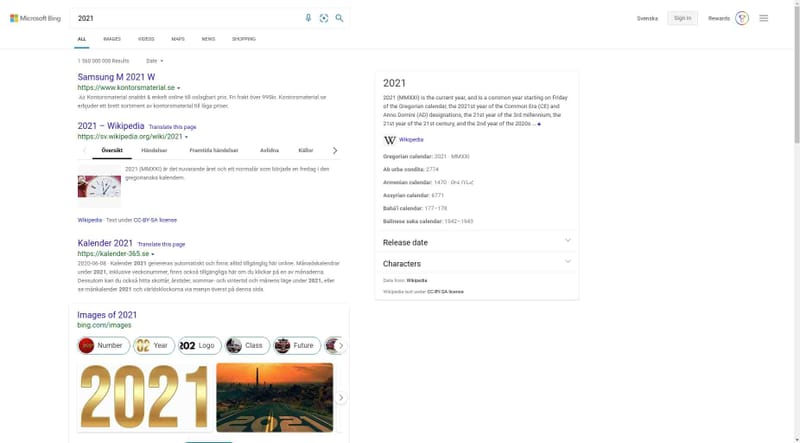 Microsoft Bing
2021
Svenska
Sign in
Rewards
ALL
IMAGES
VIDEOS
MAPS
NEWS
SHOPPING
1 560 000 000 Results
Date
Samsung M 2021 W
https://www.kontorsmaterial.se
Kontorsmaterial snabbt & enkelt online till oslagbart pris. Fri frakt över 995kr. Kontorsmaterial.se
erbjuder ett brett sortiment av kontorsmaterial till låga priser.
2021 – Wikipedia Translate this page
https://sv.wikipedia.org/wiki/2021
Översikt
Händelser
Framtida händelser
Avlidna
Källor
2021 (MMXXI) är det nuvarande året och ett normalår som började en fredag i den
gregorianska kalendern.
Wikipedia · Text under CC-BY-SA license
Kalender 2021 Translate this page
https://kalender-365.se
2020-06-08 · Kalender 2021 genereras automatiskt och finns alltid tillgänglig här online. Månadskalendrar
under 2021, inklusive veckonummer, finns också tillgängliga här om du klickar på en av månaderna.
Dessutom kan du också hitta skottår, årstider, sommar- och vintertid och månens läge under 2021, eller
se månkalender 2021 och världsklockorna via menyn överst på denna sida.
Images of 2021
bing.com/images
Number
Year
Logo
Class
Future
2021
2021
2021
2021 (MMXXI) is the current year, and is a common year starting on Friday
of the Gregorian calendar, the 2021st year of the Common Era (CE) and
Anno Domini (AD) designations, the 21st year of the 3rd millennium, the
21st year of the 21st century, and the 2nd year of the 2020s ...
Wikipedia
Gregorian calendar: 2021 · MMXXI
Ab urbe condita: 2774
Armenian calendar: 1470
Assyrian calendar: 6771
Bahá'í calendar: 177–178
Balinese saka calendar: 1942–1943
Release date
Characters
Data from: Wikipedia
Wikipedia text under CC-BY-SA license